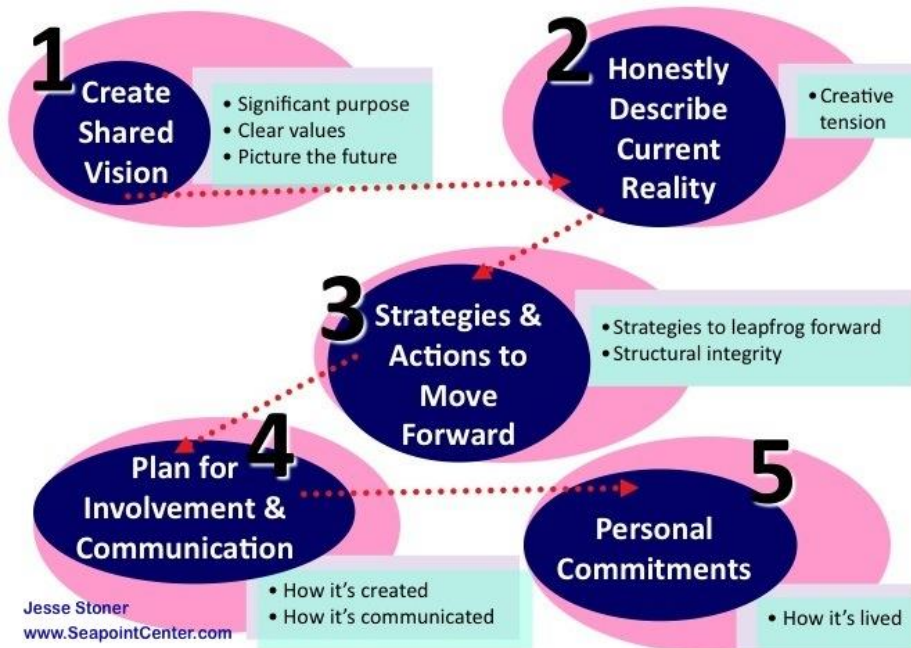 1
Create
Shared
Vision
• Significant purpose
• Clear values
• Picture the future
2
Honestly
Describe
Current
Reality
• Creative
tension
3
Strategies &
Actions to
Move
Forward
• Strategies to leapfrog forward
• Structural integrity
4
Plan for
Involvement &
Communication
• How it's created
• How it's communicated
5
Personal
Commitments
• How it's lived
Jesse Stoner
www.SeapointCenter.com